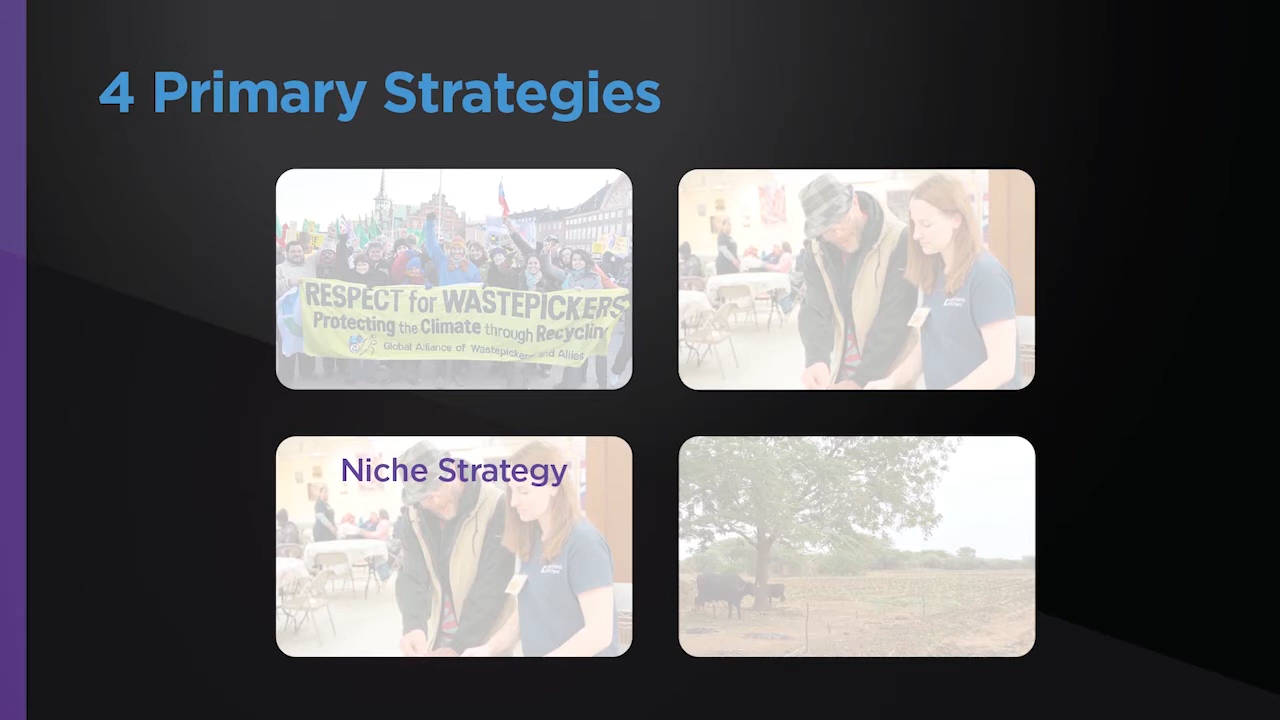 4 Primary Strategies
RESPECT for WASTEPICKERS
Protecting the Climate through Recyclin
Global Alliance of Wastepickers and Allies
Niche Strategy